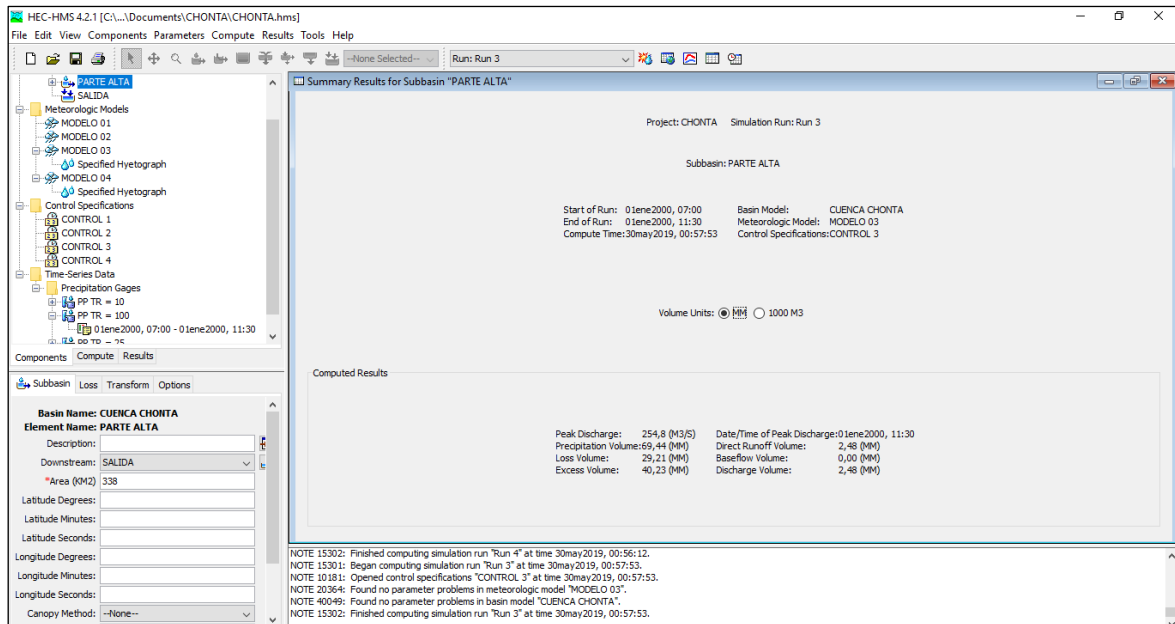 HEC-HMS 4.2.1 [C:\...\Documents\CHONTA\CHONTA.hms]
File Edit View Components Parameters Compute Results Tools Help
--None Selected-- Run: Run 3
PARTE ALTA
SALIDA
Meteorologic Models
MODELO 01
MODELO 02
MODELO 03
Specified Hyetograph
MODELO 04
Specified Hyetograph
Control Specifications
CONTROL 1
CONTROL 2
CONTROL 3
CONTROL 4
Time-Series Data
Precipitation Gages
PP TR = 10
PP TR = 100
01ene2000, 07:00 - 01ene2000, 11:30
PP TR = 25
Components Compute Results
Subbasin Loss Transform Options
Basin Name: CUENCA CHONTA
Element Name: PARTE ALTA
Description:
Downstream: SALIDA
*Area (KM2) 338
Latitude Degrees:
Latitude Minutes:
Latitude Seconds:
Longitude Degrees:
Longitude Minutes:
Longitude Seconds:
Canopy Method: --None--
Summary Results for Subbasin "PARTE ALTA"
Project: CHONTA Simulation Run: Run 3
Subbasin: PARTE ALTA
Start of Run: 01ene2000, 07:00 Basin Model: CUENCA CHONTA
End of Run: 01ene2000, 11:30 Meteorologic Model: MODELO 03
Compute Time:30may2019, 00:57:53 Control Specifications:CONTROL 3
Volume Units: MM 1000 M3
Computed Results
Peak Discharge: 254,8 (M3/S) Date/Time of Peak Discharge:01ene2000, 11:30
Precipitation Volume:69,44 (MM) Direct Runoff Volume: 2,48 (MM)
Loss Volume: 29,21 (MM) Baseflow Volume: 0,00 (MM)
Excess Volume: 40,23 (MM) Discharge Volume: 2,48 (MM)
NOTE 15302: Finished computing simulation run "Run 4" at time 30may2019, 00:56:12.
NOTE 15301: Began computing simulation run "Run 3" at time 30may2019, 00:57:53.
NOTE 10181: Opened control specifications "CONTROL 3" at time 30may2019, 00:57:53.
NOTE 20364: Found no parameter problems in meteorologic model "MODELO 03".
NOTE 40049: Found no parameter problems in basin model "CUENCA CHONTA".
NOTE 15302: Finished computing simulation run "Run 3" at time 30may2019, 00:57:53.